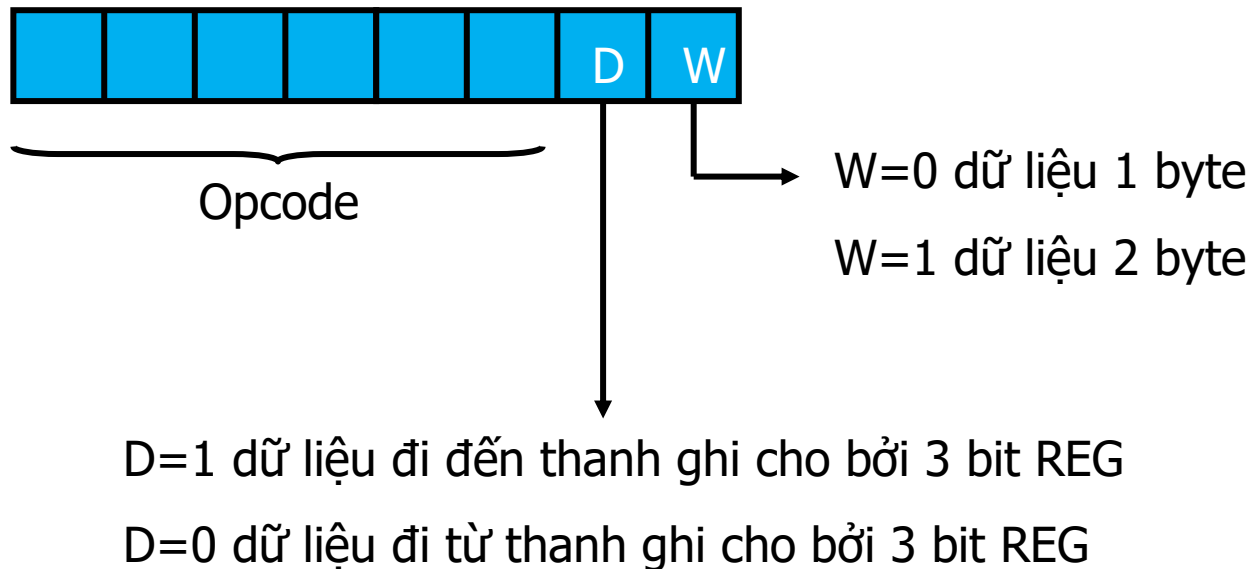 D W
Opcode
W=0 dữ liệu 1 byte
W=1 dữ liệu 2 byte
D=1 dữ liệu đi đến thanh ghi cho bởi 3 bit REG
D=0 dữ liệu đi từ thanh ghi cho bởi 3 bit REG